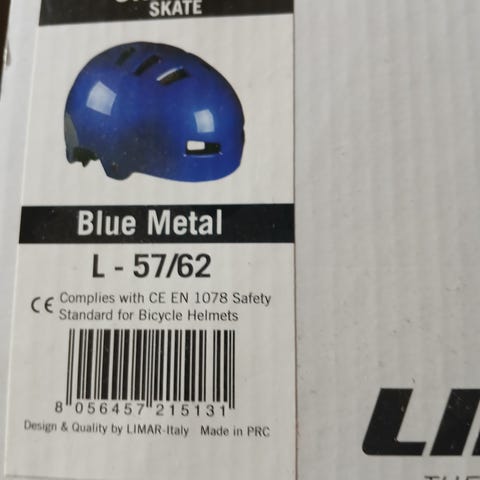 SKATE
Blue Metal
L - 57/62
CE Complies with CE EN 1078 Safety
Standard for Bicycle Helmets
8 056457 215131
Design & Quality by LIMAR-Italy Made in PRC